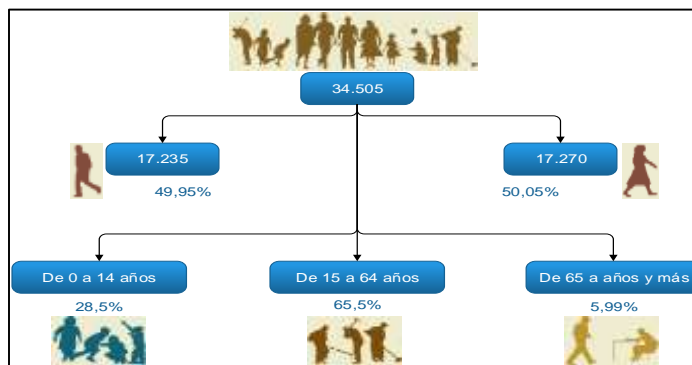 34.505
17.235
17.270
49,95%
50,05%
De 0 a 14 años
De 15 a 64 años
De 65 a años y más
28,5%
65,5%
5,99%